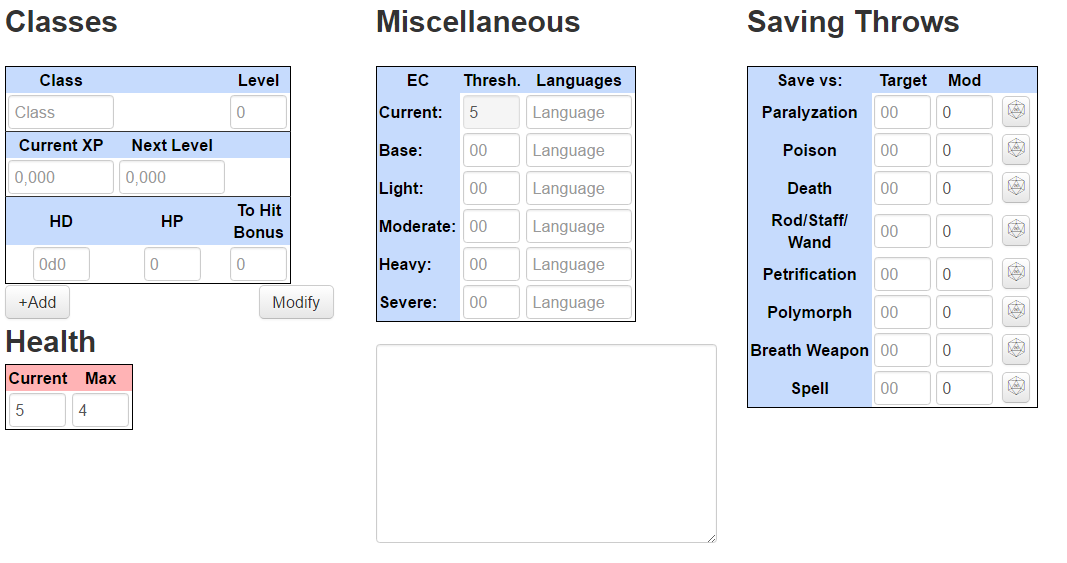 Classes
Class Level
Class 0
Current XP Next Level
0,000 0,000
HD HP To Hit
Bonus
0d0 0 0
+Add Modify
Health
Current Max
5 4
Miscellaneous
EC Thresh. Languages
Current: 5 Language
Base: 00 Language
Light: 00 Language
Moderate: 00 Language
Heavy: 00 Language
Severe: 00 Language
Saving Throws
Save vs: Target Mod
Paralyzation 00 0
Poison 00 0
Death 00 0
Rod/Staff/
Wand 00 0
Petrification 00 0
Polymorph 00 0
Breath Weapon 00 0
Spell 00 0